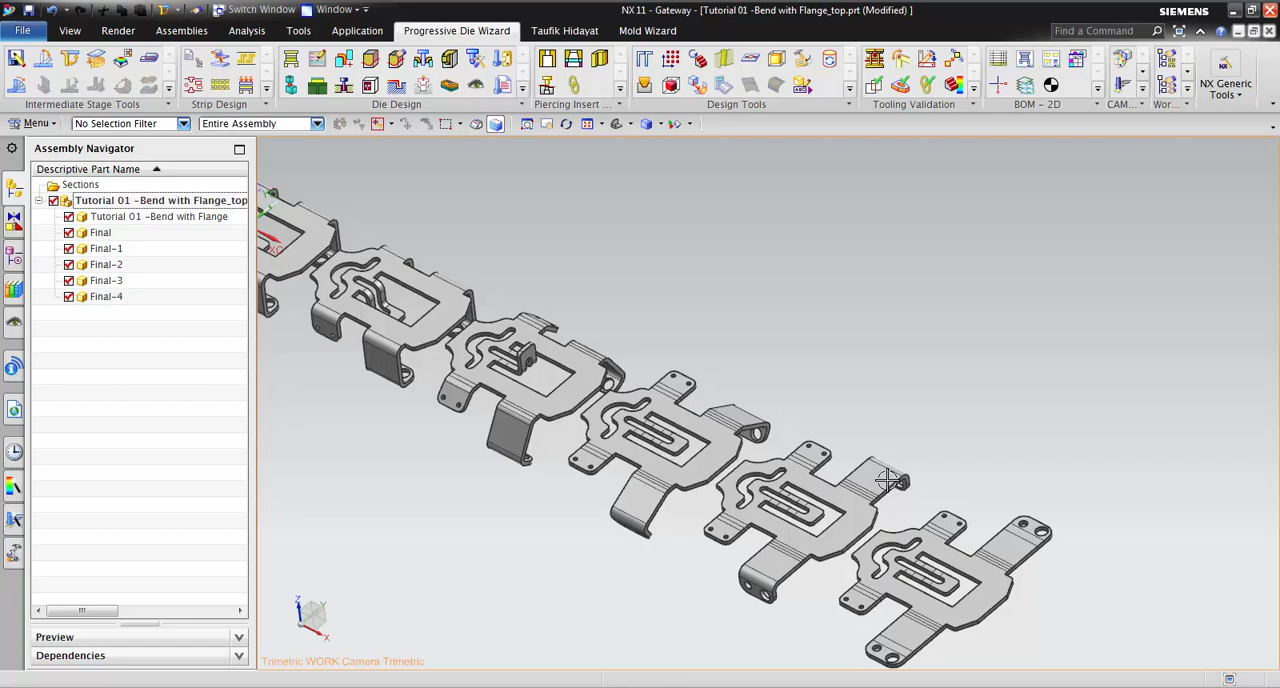 Switch Window
Window
NX 11 - Gateway - [Tutorial 01 -Bend with Flange_top.prt (Modified) ]
SIEMENS
File
View
Render
Assemblies
Analysis
Tools
Application
Progressive Die Wizard
Taufik Hidayat
Mold Wizard
Find a Command
Intermediate Stage Tools
Strip Design
Die Design
Piercing Insert ...
Design Tools
Tooling Validation
BOM - 2D
CAM...
Wor...
NX Generic
Tools
Menu
No Selection Filter
Entire Assembly
Assembly Navigator
Descriptive Part Name
Sections
Tutorial 01 -Bend with Flange_top
Tutorial 01 -Bend with Flange
Final
Final-1
Final-2
Final-3
Final-4
Preview
Dependencies
XC
Z
Y
X
Trimetric WORK Camera Trimetric